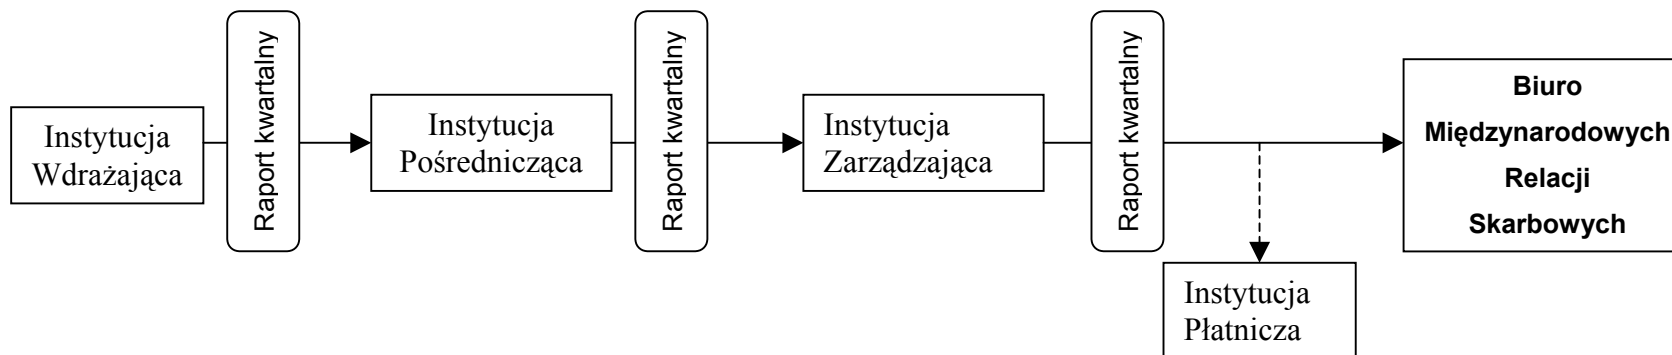 Instytucja
Wdrażająca
Raport kwartalny
Instytucja
Pośrednicząca
Raport kwartalny
Instytucja
Zarządzająca
Raport kwartalny
Biuro
Międzynarodowych
Relacji
Skarbowych
Instytucja
Płatnicza